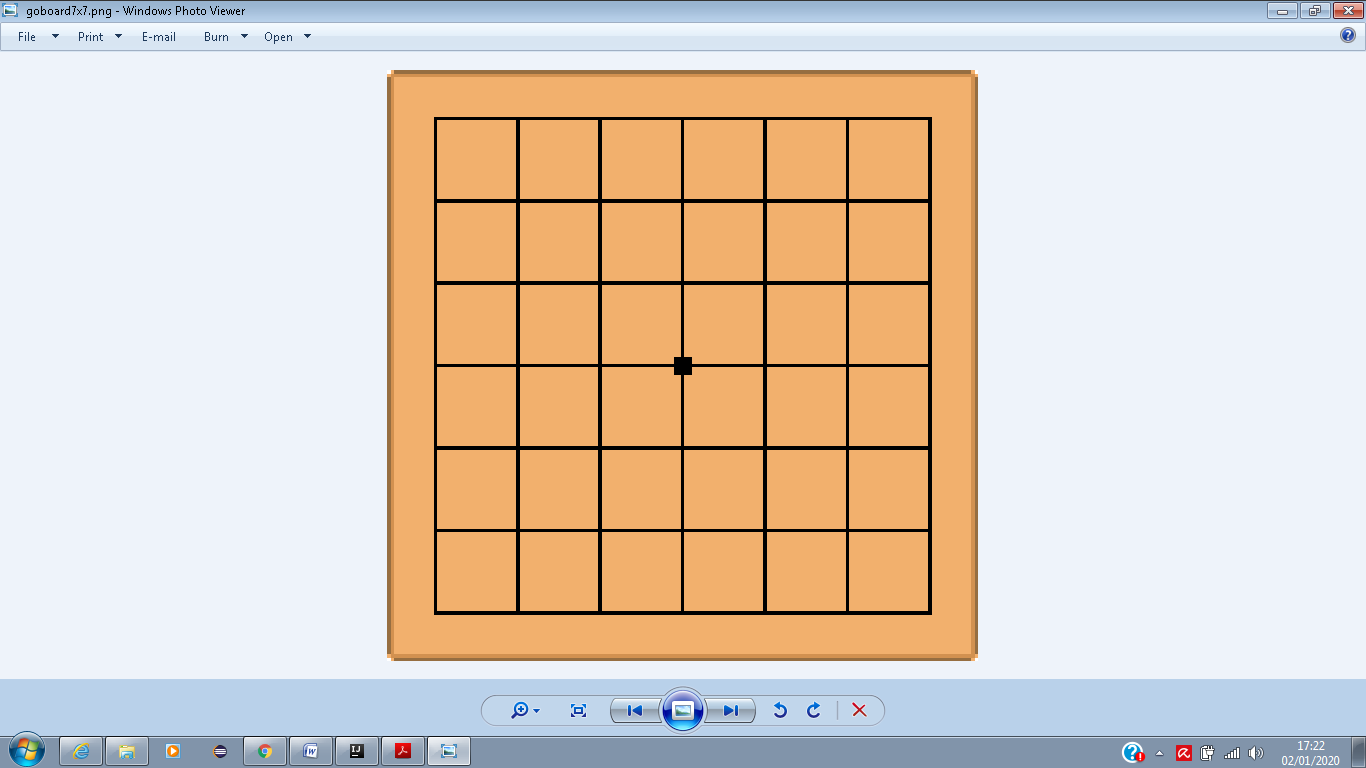 goboard7x7.png - Windows Photo Viewer
File Print E-mail Burn Open
17:22
02/01/2020